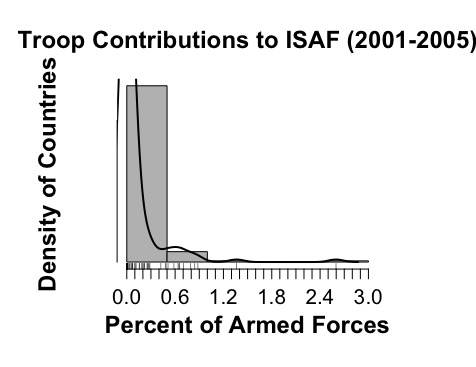 Troop Contributions to ISAF (2001-2005)
Density of Countries
0.0 0.6 1.2 1.8 2.4 3.0
Percent of Armed Forces